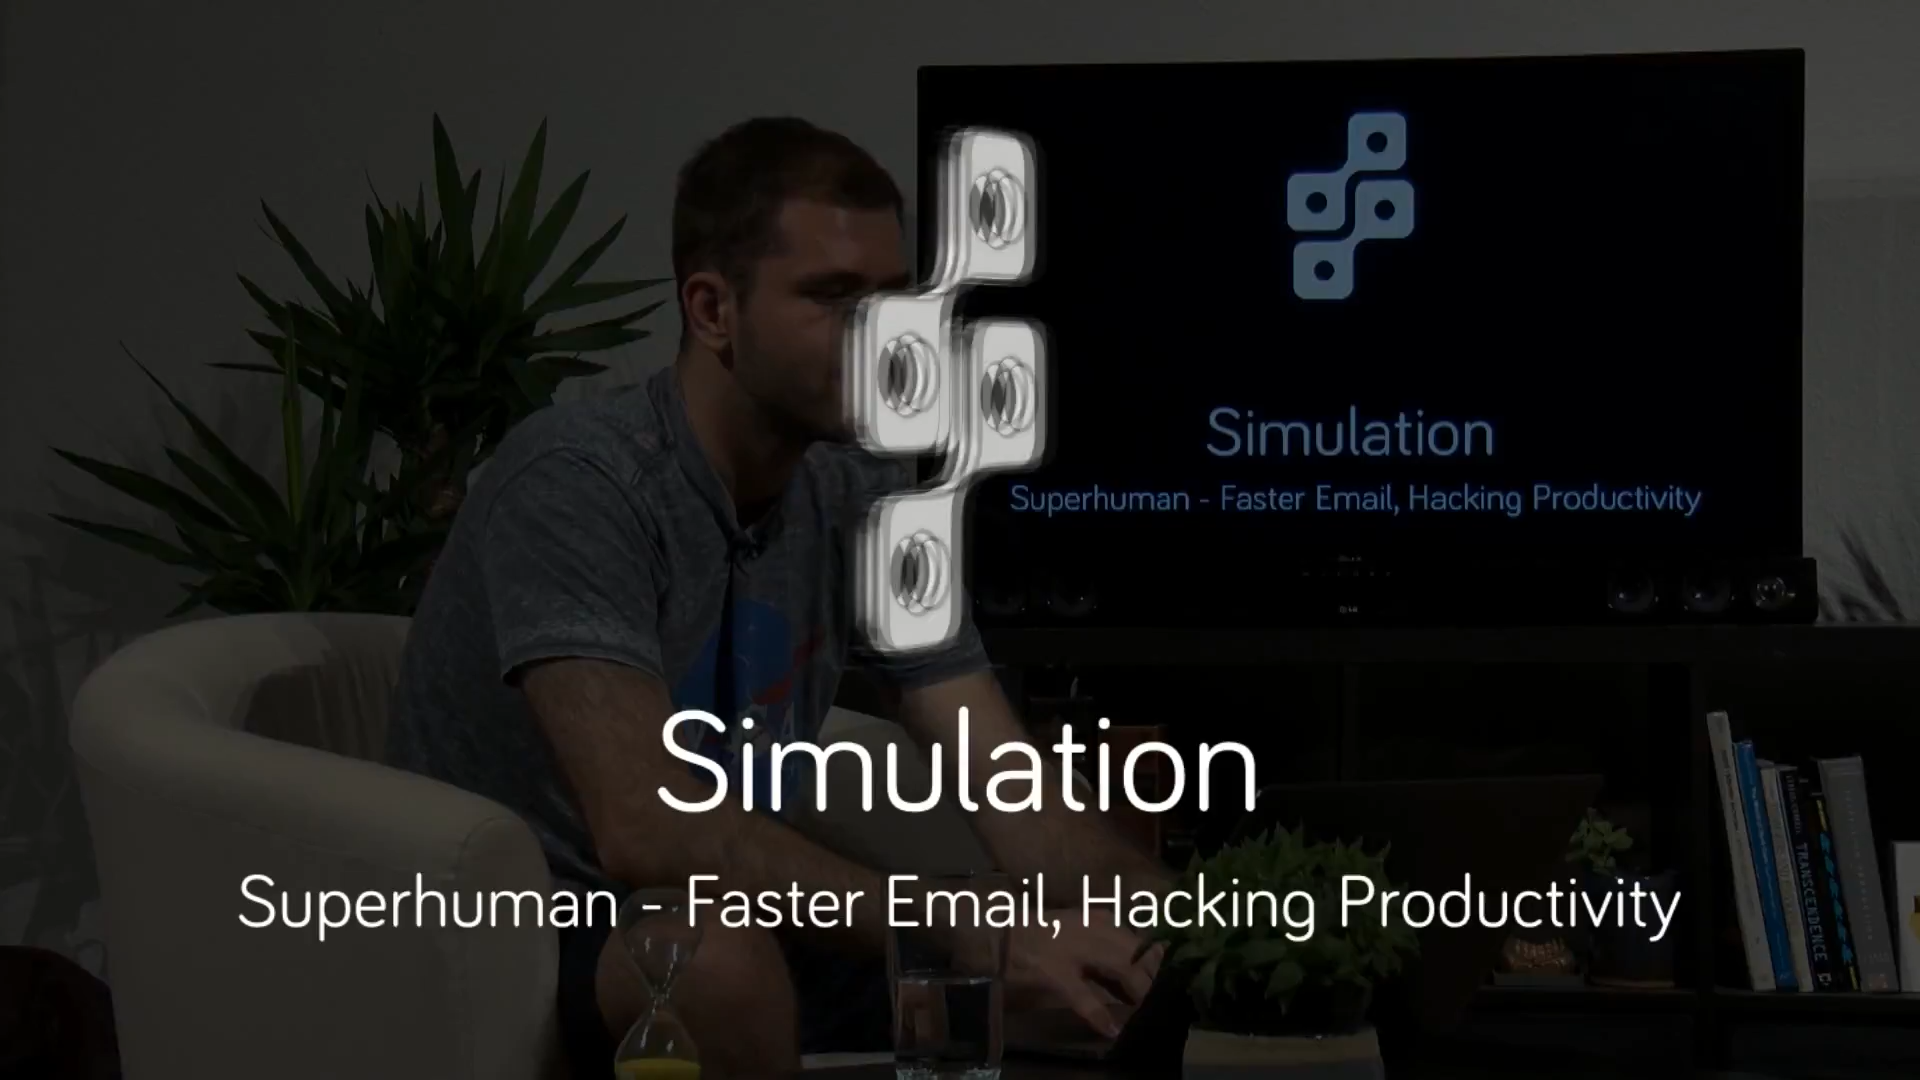 Simulation
Superhuman - Faster Email, Hacking Productivity
Simulation
Superhuman - Faster Email, Hacking Productivity
TRANSCENDENCE